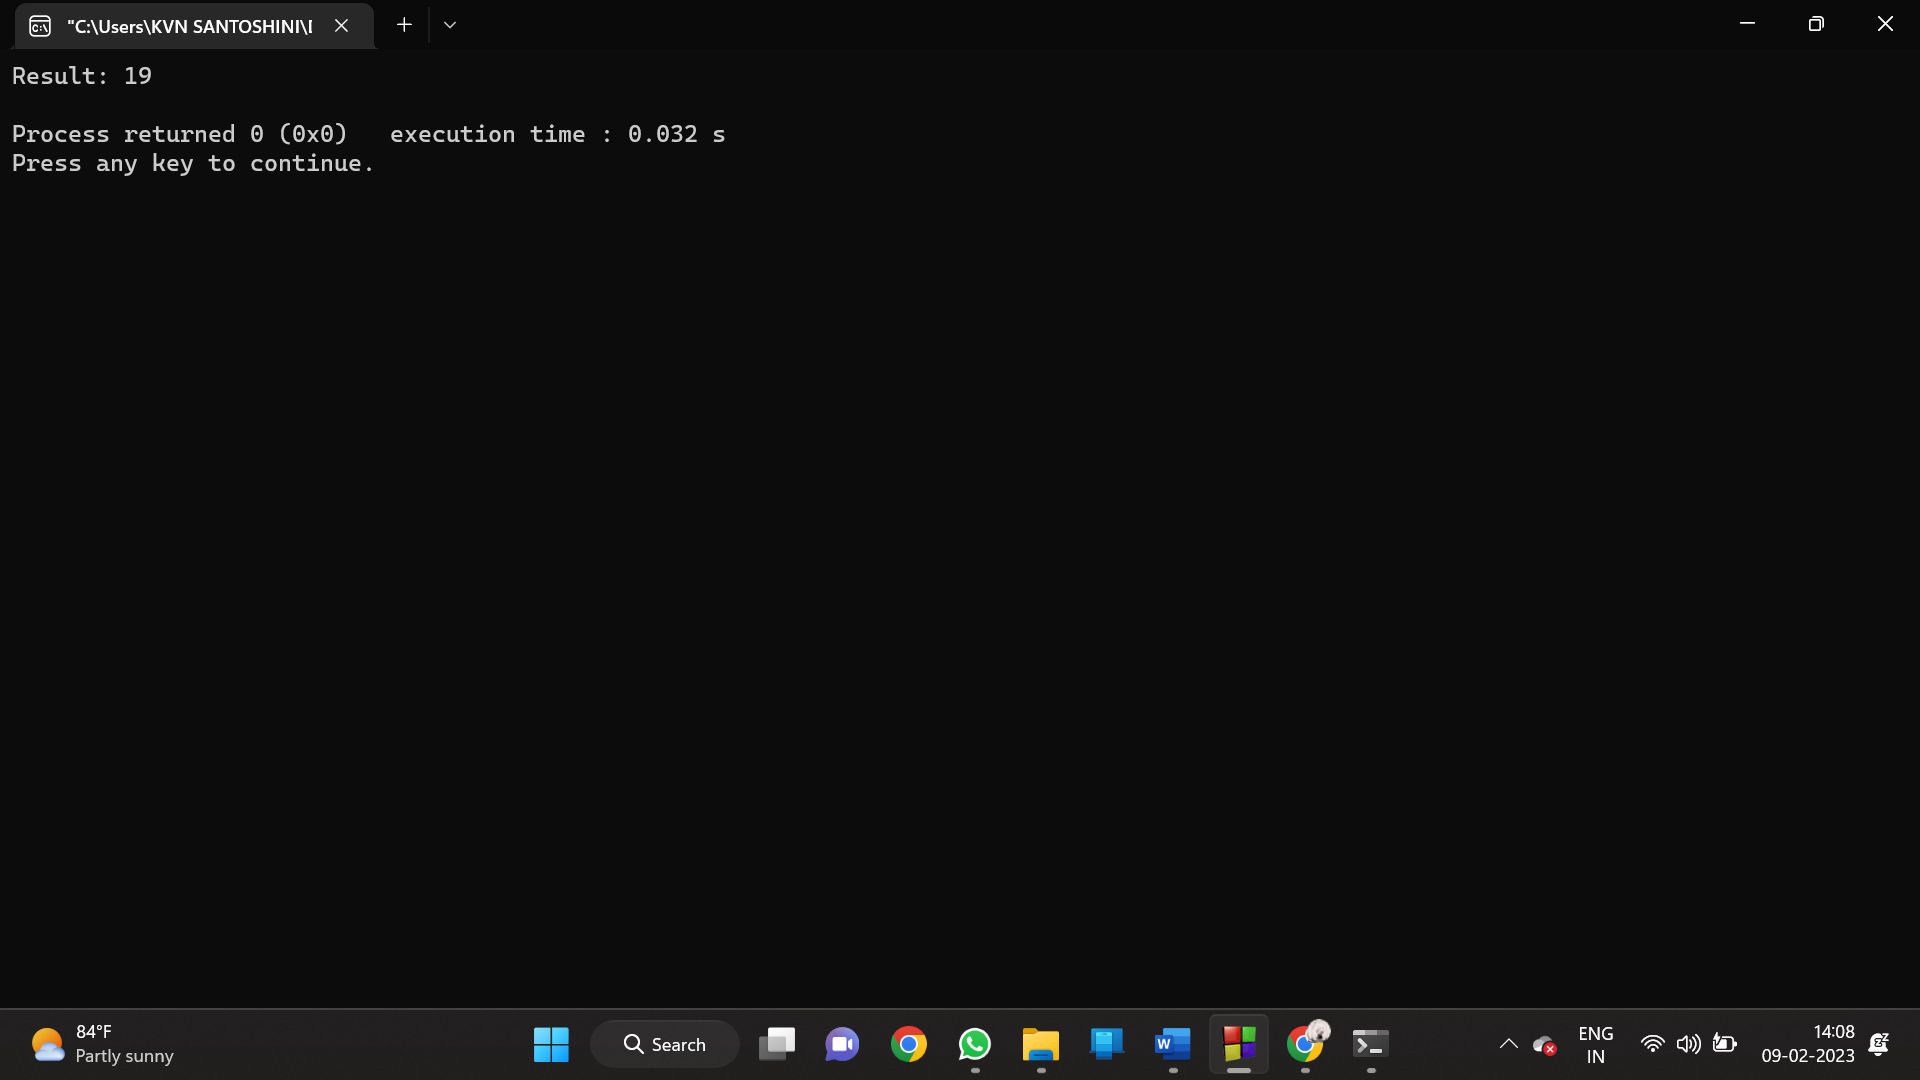 "C:\Users\KVN SANTOSHINI\
Result: 19
Process returned 0 (0x0)   execution time : 0.032 s
Press any key to continue.
84°F
Partly sunny
Search
W
ENG
IN
14:08
09-02-2023